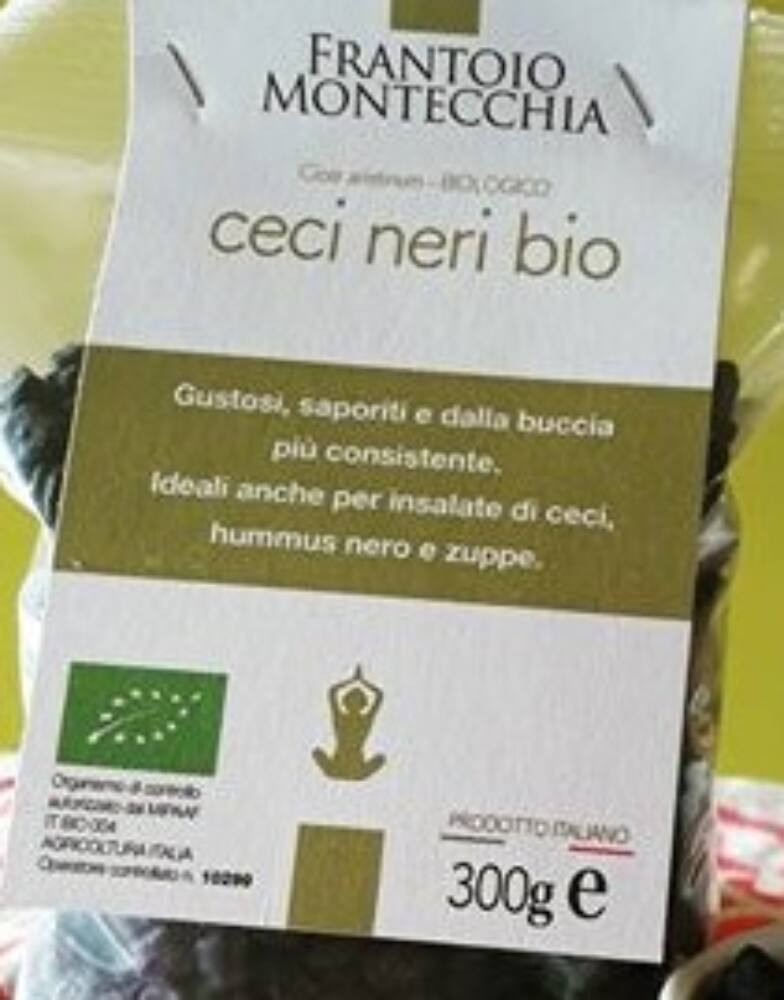 FRANTOIO
MONTECCHIA
Cicer arietinum - BIOLOGICO
ceci neri bio
Gustosi, saporiti e dalla buccia
più consistente.
Ideali anche per insalate di ceci,
hummus nero e zuppe.
Organismo di controllo
autorizzato dal MIPAAF
IT BIO 004
AGRICOLTURA ITALIA
Operatore controllato n. 10299
PRODOTTO ITALIANO
300g e